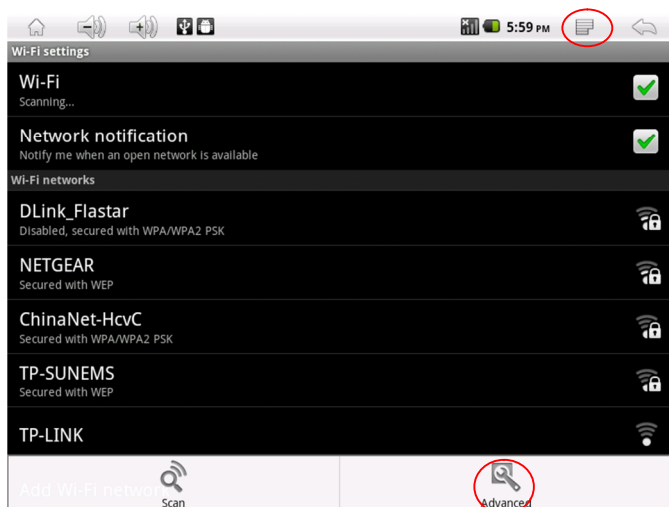 5:59 PM
Wi-Fi settings
Wi-Fi
Scanning...
Network notification
Notify me when an open network is available
Wi-Fi networks
DLink_Flastar
Disabled, secured with WPA/WPA2 PSK
NETGEAR
Secured with WEP
ChinaNet-HcvC
Secured with WPA/WPA2 PSK
TP-SUNEMS
Secured with WEP
TP-LINK
Add Wi-Fi network
Scan
Advanced